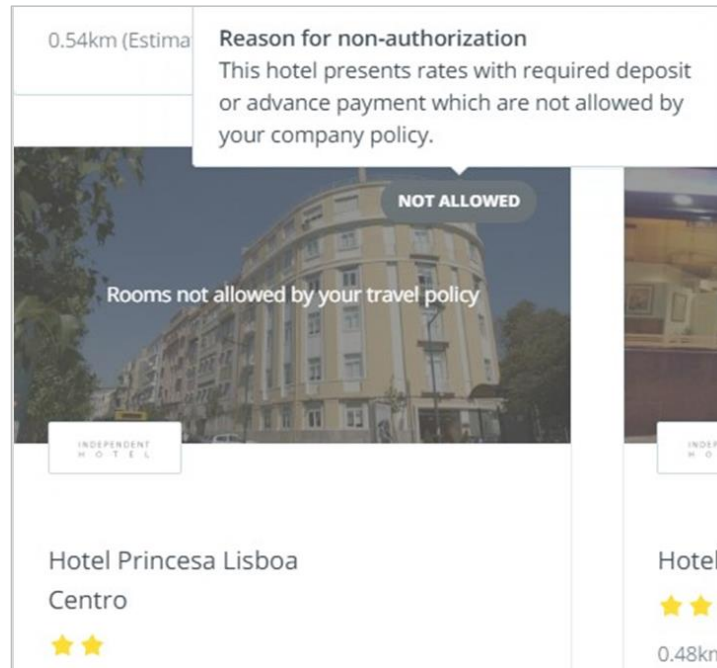 0.54km (Estima
Reason for non-authorization
This hotel presents rates with required deposit
or advance payment which are not allowed by
your company policy.
NOT ALLOWED
Rooms not allowed by your travel policy
INDEPENDENT
HOTEL
Hotel Princesa Lisboa
Centro
INDEPE
HO
Hotel
0.48km